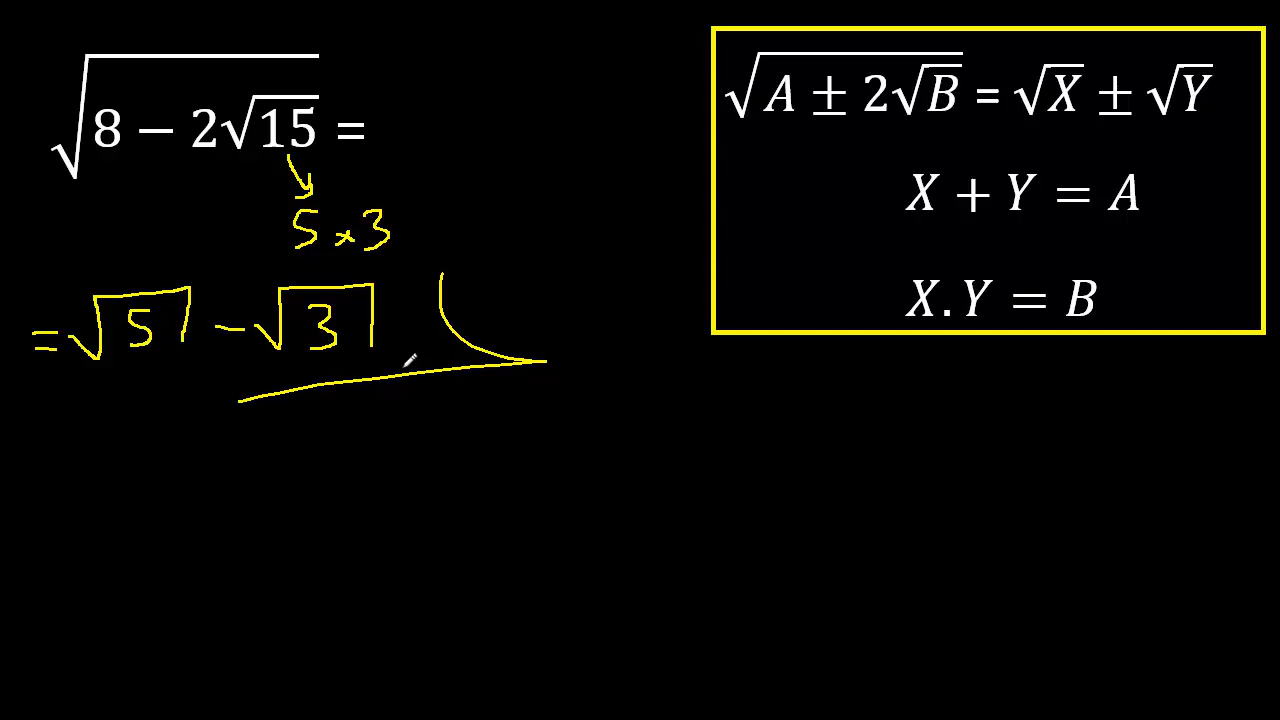 √(8 − 2√15) =
5 × 3
= √5 − √3
√(A ± 2√B) = √X ± √Y
X + Y = A
X . Y = B